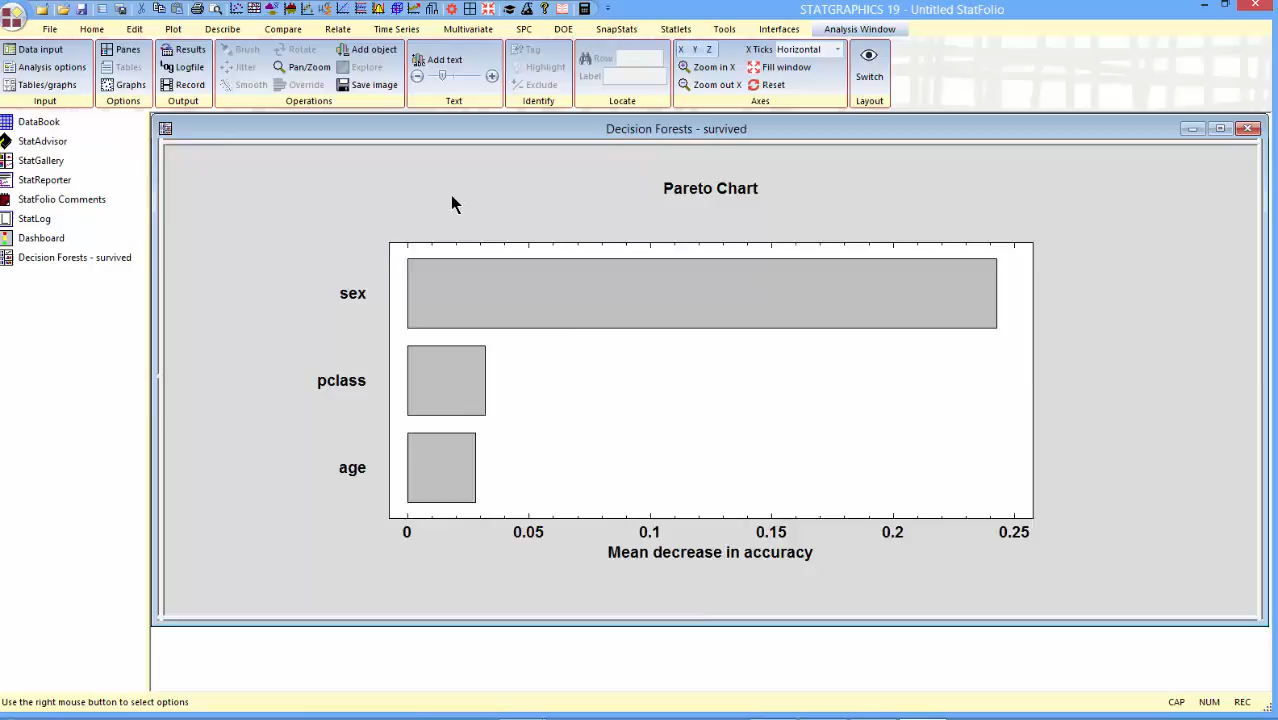 STATGRAPHICS 19 - Untitled StatFolio
File Home Edit Plot Describe Compare Relate Time Series Multivariate SPC DOE SnapStats Statlets Tools Interfaces Analysis Window
Data input Panes Results Brush Rotate Add object Add text Tag Row X Y Z X Ticks Horizontal
Analysis options Tables Logfile Jitter Pan/Zoom Explore Highlight Label Zoom in X Fill window Switch
Tables/graphs Graphs Record Smooth Override Save image Exclude Zoom out X Reset
Input Options Output Operations Text Identify Locate Axes Layout
DataBook
StatAdvisor
StatGallery
StatReporter
StatFolio Comments
StatLog
Dashboard
Decision Forests - survived
Decision Forests - survived
Pareto Chart
sex
pclass
age
0 0.05 0.1 0.15 0.2 0.25
Mean decrease in accuracy
Use the right mouse button to select options CAP NUM REC